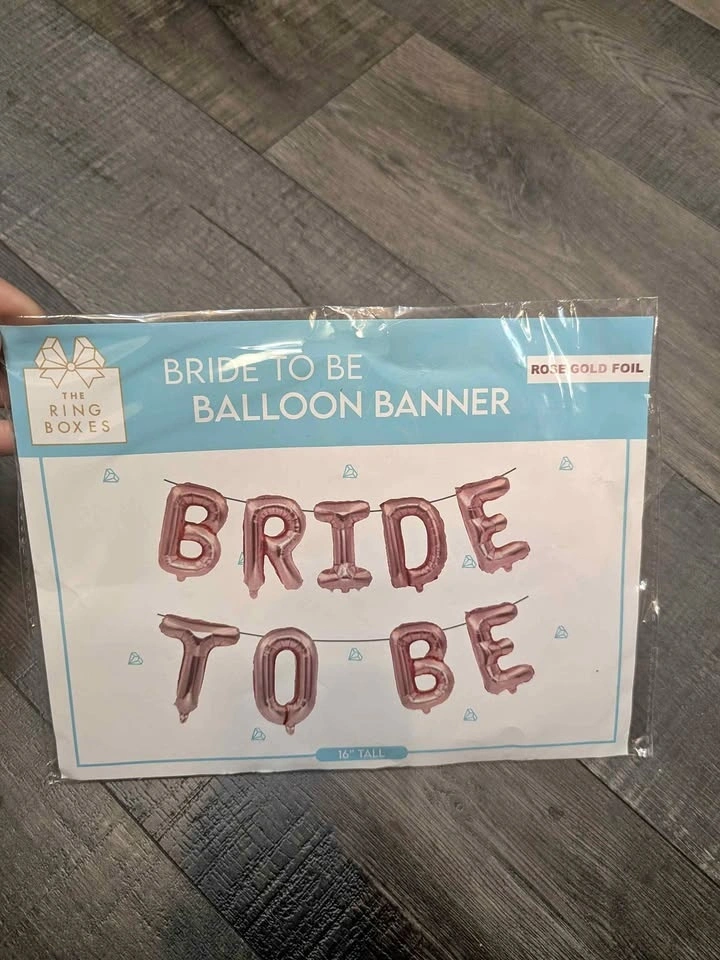 THE
RING
BOXES
BRIDE TO BE
BALLOON BANNER
ROSE GOLD FOIL
BRIDE
TO BE
16" TALL